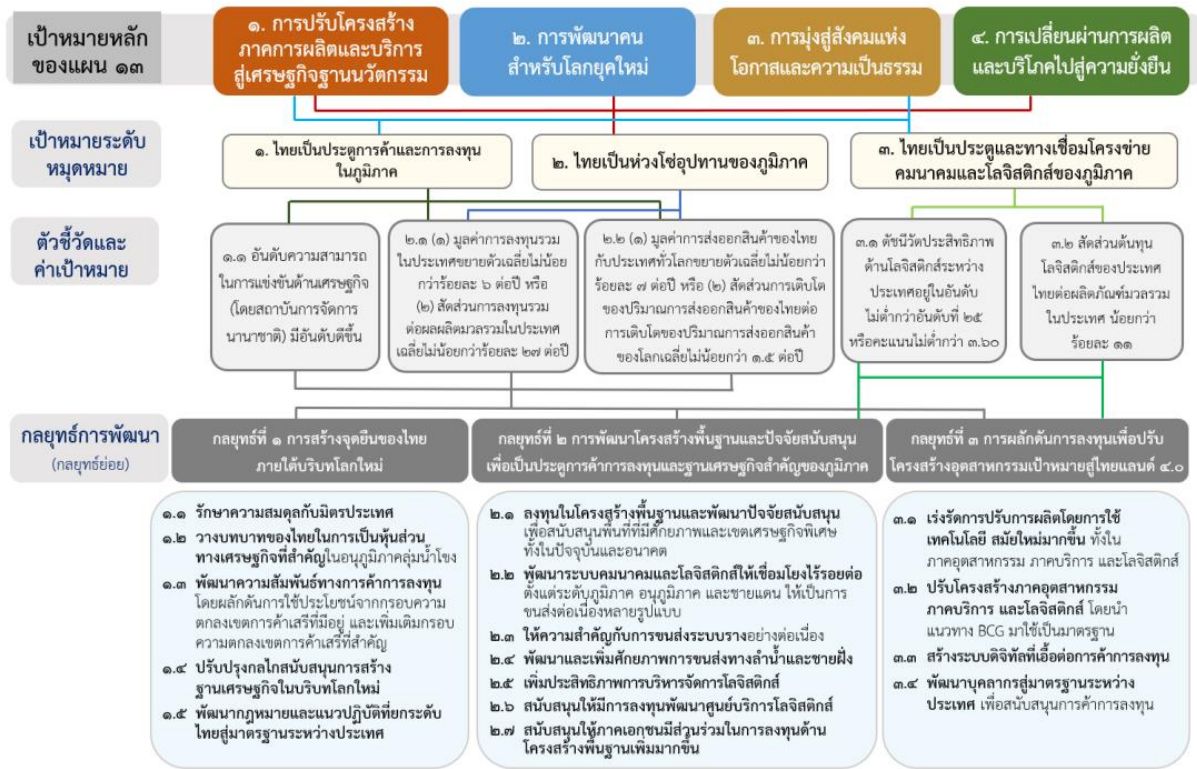 เป้าหมายหลัก
ของแผน ๑๓
๑. การปรับโครงสร้าง
ภาคการผลิตและบริการ
สู่เศรษฐกิจฐานนวัตกรรม
๒. การพัฒนาคน
สำหรับโลกยุคใหม่
๓. การมุ่งสู่สังคมแห่ง
โอกาสและความเป็นธรรม
๔. การเปลี่ยนผ่านการผลิต
และบริโภคไปสู่ความยั่งยืน
เป้าหมายระดับ
หมุดหมาย
๑. ไทยเป็นประตูการค้าและการลงทุน
ในภูมิภาค
๒. ไทยเป็นห่วงโซ่อุปทานของภูมิภาค
๓. ไทยเป็นประตูและทางเชื่อมโครงข่าย
คมนาคมและโลจิสติกส์ของภูมิภาค
ตัวชี้วัดและ
ค่าเป้าหมาย
๑.๑ อันดับความสามารถ
ในการแข่งขันด้านเศรษฐกิจ
(โดยสถาบันการจัดการ
นานาชาติ) มีอันดับดีขึ้น
๒.๑ (๑) มูลค่าการลงทุนรวม
ในประเทศขยายตัวเฉลี่ยไม่น้อย
กว่าร้อยละ ๖ ต่อปี หรือ
(๒) สัดส่วนการลงทุนรวม
ต่อผลผลิตมวลรวมในประเทศ
เฉลี่ยไม่น้อยกว่าร้อยละ ๒๗ ต่อปี
๒.๒ (๑) มูลค่าการส่งออกสินค้าของไทย
กับประเทศทั่วโลกขยายตัวเฉลี่ยไม่น้อยกว่า
ร้อยละ ๗ ต่อปี หรือ (๒) สัดส่วนการเติบโต
ของปริมาณการส่งออกสินค้าของไทยต่อ
การเติบโตของปริมาณการส่งออกสินค้า
ของโลกเฉลี่ยไม่น้อยกว่า ๑.๕ ต่อปี
๓.๑ ดัชนีวัดประสิทธิภาพ
ด้านโลจิสติกส์ระหว่าง
ประเทศอยู่ในอันดับ
ไม่ต่ำกว่าอันดับที่ ๒๕
หรือคะแนนไม่ต่ำกว่า ๓.๖๐
๓.๒ สัดส่วนต้นทุน
โลจิสติกส์ของประเทศ
ไทยต่อผลิตภัณฑ์มวลรวม
ในประเทศ น้อยกว่า
ร้อยละ ๑๑
กลยุทธ์การพัฒนา
(กลยุทธ์ย่อย)
กลยุทธ์ที่ ๑ การสร้างจุดยืนของไทย
ภายใต้บริบทโลกใหม่
กลยุทธ์ที่ ๒ การพัฒนาโครงสร้างพื้นฐานและปัจจัยสนับสนุน
เพื่อเป็นประตูการค้าการลงทุนและฐานเศรษฐกิจสำคัญของภูมิภาค
กลยุทธ์ที่ ๓ การผลักดันการลงทุนเพื่อปรับ
โครงสร้างอุตสาหกรรมเป้าหมายสู่ไทยแลนด์ ๔.๐
๑.๑ รักษาความสมดุลกับมิตรประเทศ
๑.๒ วางบทบาทของไทยในการเป็นหุ้นส่วน
ทางเศรษฐกิจที่สำคัญในอนุภูมิภาคลุ่มน้ำโขง
๑.๓ พัฒนาความสัมพันธ์ทางการค้าการลงทุน
โดยผลักดันการใช้ประโยชน์จากกรอบความ
ตกลงเขตการค้าเสรีที่มีอยู่ และเพิ่มเติมกรอบ
ความตกลงเขตการค้าเสรีที่สำคัญ
๑.๔ ปรับปรุงกลไกสนับสนุนการสร้าง
ฐานเศรษฐกิจในบริบทโลกใหม่
๑.๕ พัฒนากฎหมายและแนวปฏิบัติที่ยกระดับ
ไทยสู่มาตรฐานระหว่างประเทศ
๒.๑ ลงทุนในโครงสร้างพื้นฐานและพัฒนาปัจจัยสนับสนุน
เพื่อสนับสนุนพื้นที่ที่มีศักยภาพและเขตเศรษฐกิจพิเศษ
ทั้งในปัจจุบันและอนาคต
๒.๒ พัฒนาระบบคมนาคมและโลจิสติกส์ให้เชื่อมโยงไร้รอยต่อ
ตั้งแต่ระดับภูมิภาค อนุภูมิภาค และชายแดน ให้เป็นการ
ขนส่งต่อเนื่องหลายรูปแบบ
๒.๓ ให้ความสำคัญกับการขนส่งระบบรางอย่างต่อเนื่อง
๒.๔ พัฒนาและเพิ่มศักยภาพการขนส่งทางลำน้ำและชายฝั่ง
๒.๕ เพิ่มประสิทธิภาพการบริหารจัดการโลจิสติกส์
๒.๖ สนับสนุนให้มีการลงทุนพัฒนาศูนย์บริการโลจิสติกส์
๒.๗ สนับสนุนให้ภาคเอกชนมีส่วนร่วมในการลงทุนด้าน
โครงสร้างพื้นฐานเพิ่มมากขึ้น
๓.๑ เร่งรัดการปรับการผลิตโดยการใช้
เทคโนโลยี สมัยใหม่มากขึ้น ทั้งใน
ภาคอุตสาหกรรม ภาคบริการ และโลจิสติกส์
๓.๒ ปรับโครงสร้างภาคอุตสาหกรรม
ภาคบริการ และโลจิสติกส์ โดยนำ
แนวทาง BCG มาใช้เป็นมาตรฐาน
๓.๓ สร้างระบบดิจิทัลที่เอื้อต่อการค้าการลงทุน
๓.๔ พัฒนาบุคลากรสู่มาตรฐานระหว่าง
ประเทศ เพื่อสนับสนุนการค้าการลงทุน